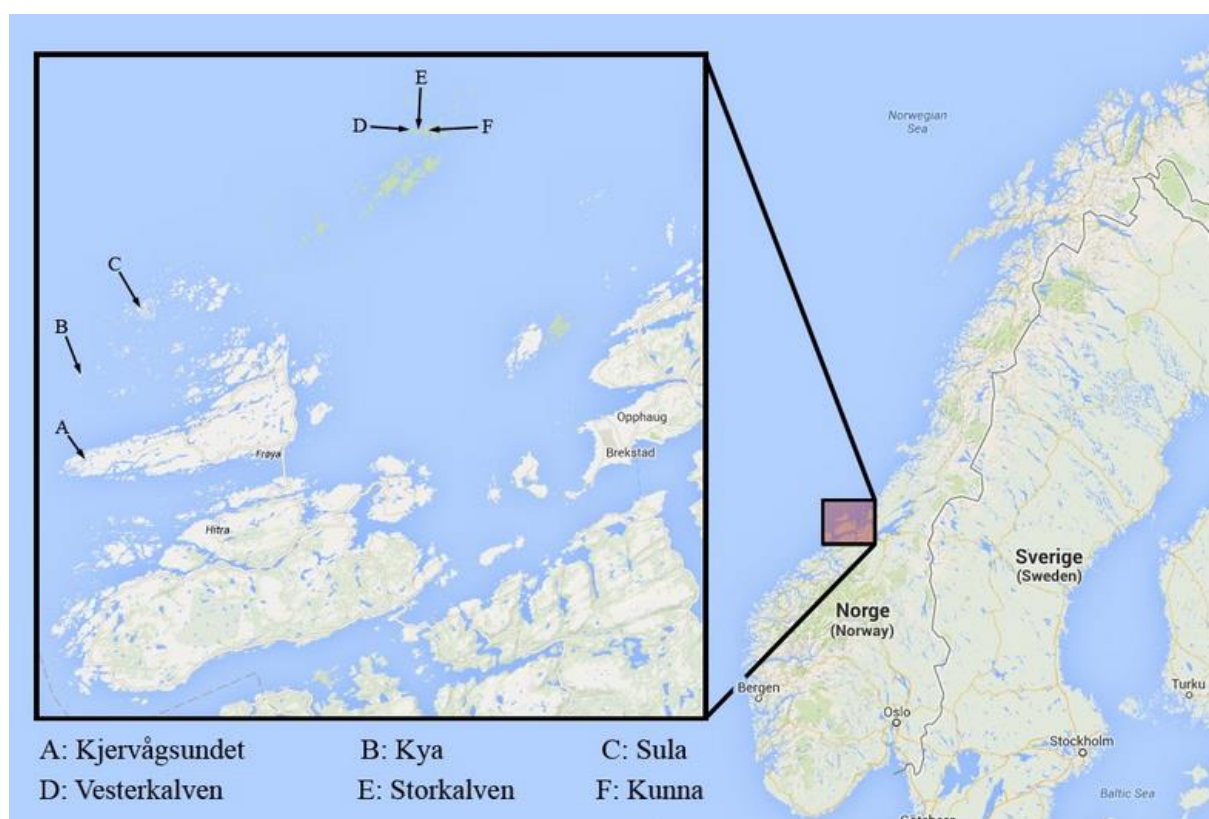 E
D
F
C
B
A
Opphaug
Brekstad
Frøya
Hitra
Norwegian
Sea
Sverige
(Sweden)
Norge
(Norway)
Bergen
Oslo
Turku
Stockholm
Baltic Sea
A: Kjervågsundet
B: Kya
C: Sula
D: Vesterkalven
E: Storkalven
F: Kunna